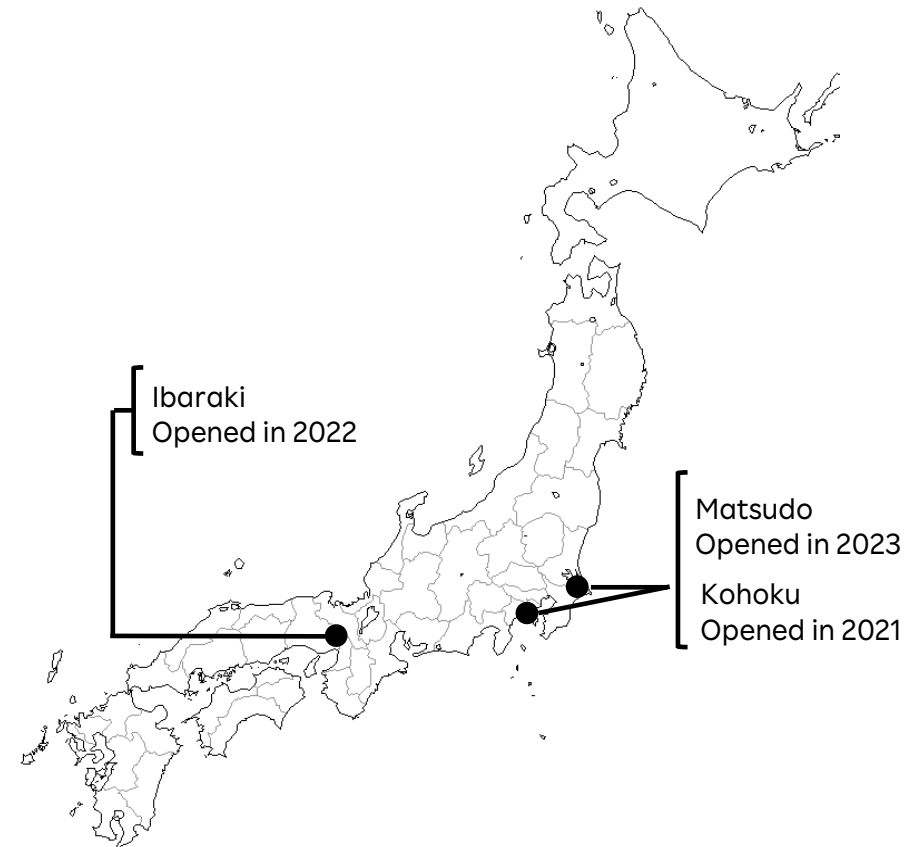 Ibaraki
Opened in 2022
Matsudo
Opened in 2023
Kohoku
Opened in 2021